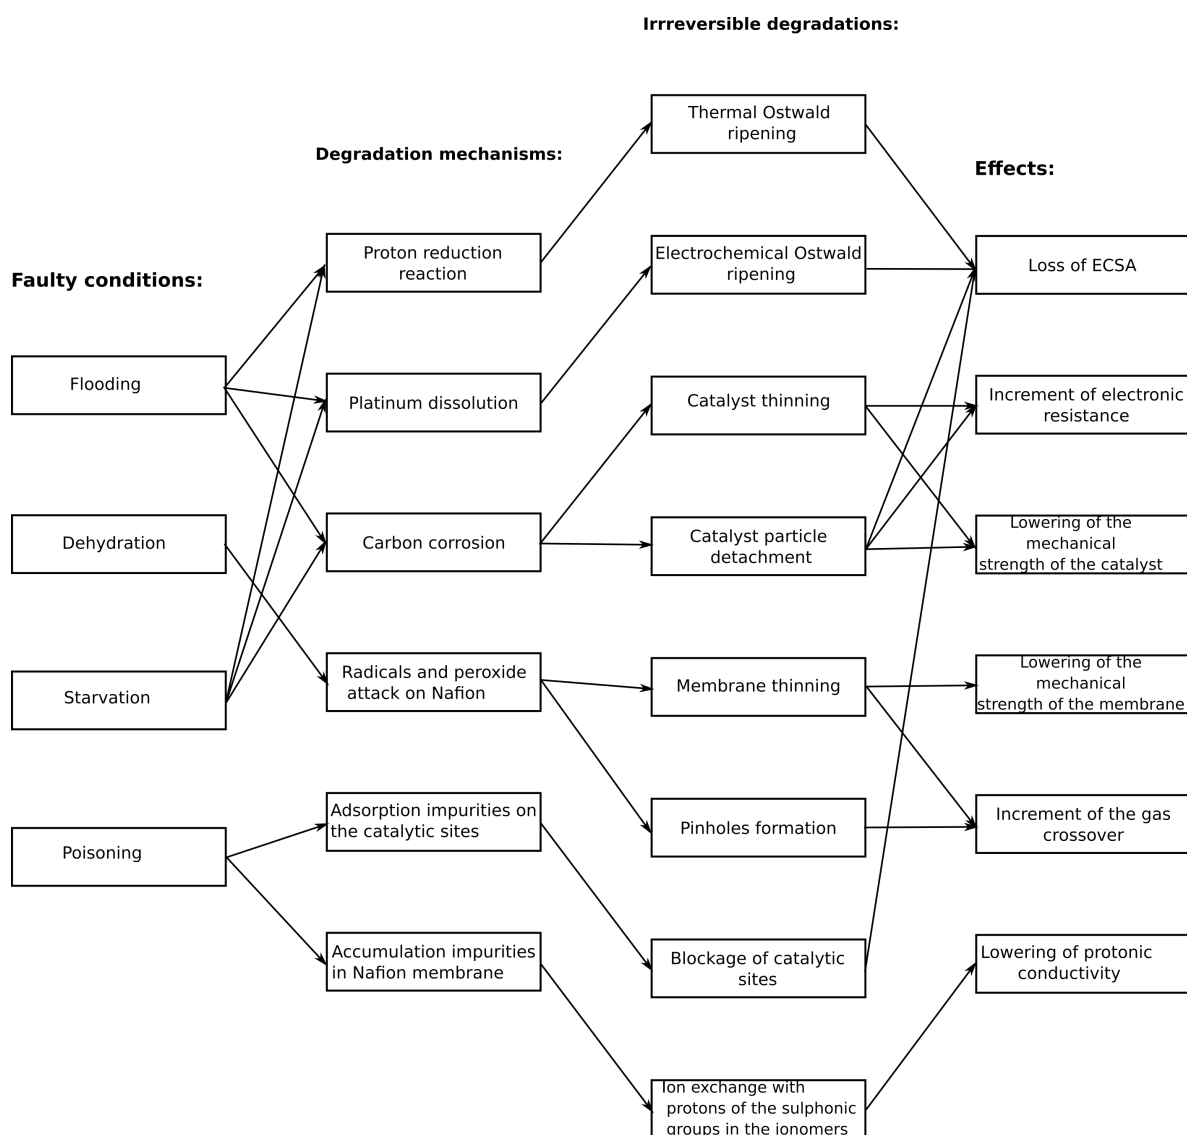 Irrreversible degradations:
Thermal Ostwald
ripening
Degradation mechanisms:
Effects:
Proton reduction
reaction
Electrochemical Ostwald
ripening
Loss of ECSA
Faulty conditions:
Flooding
Platinum dissolution
Catalyst thinning
Increment of electronic
resistance
Dehydration
Carbon corrosion
Catalyst particle
detachment
Lowering of the
mechanical
strength of the catalyst
Starvation
Radicals and peroxide
attack on Nafion
Membrane thinning
Lowering of the
mechanical
strength of the membrane
Poisoning
Adsorption impurities on
the catalytic sites
Pinholes formation
Increment of the gas
crossover
Accumulation impurities
in Nafion membrane
Blockage of catalytic
sites
Lowering of protonic
conductivity
Ion exchange with
protons of the sulphonic
groups in the ionomers